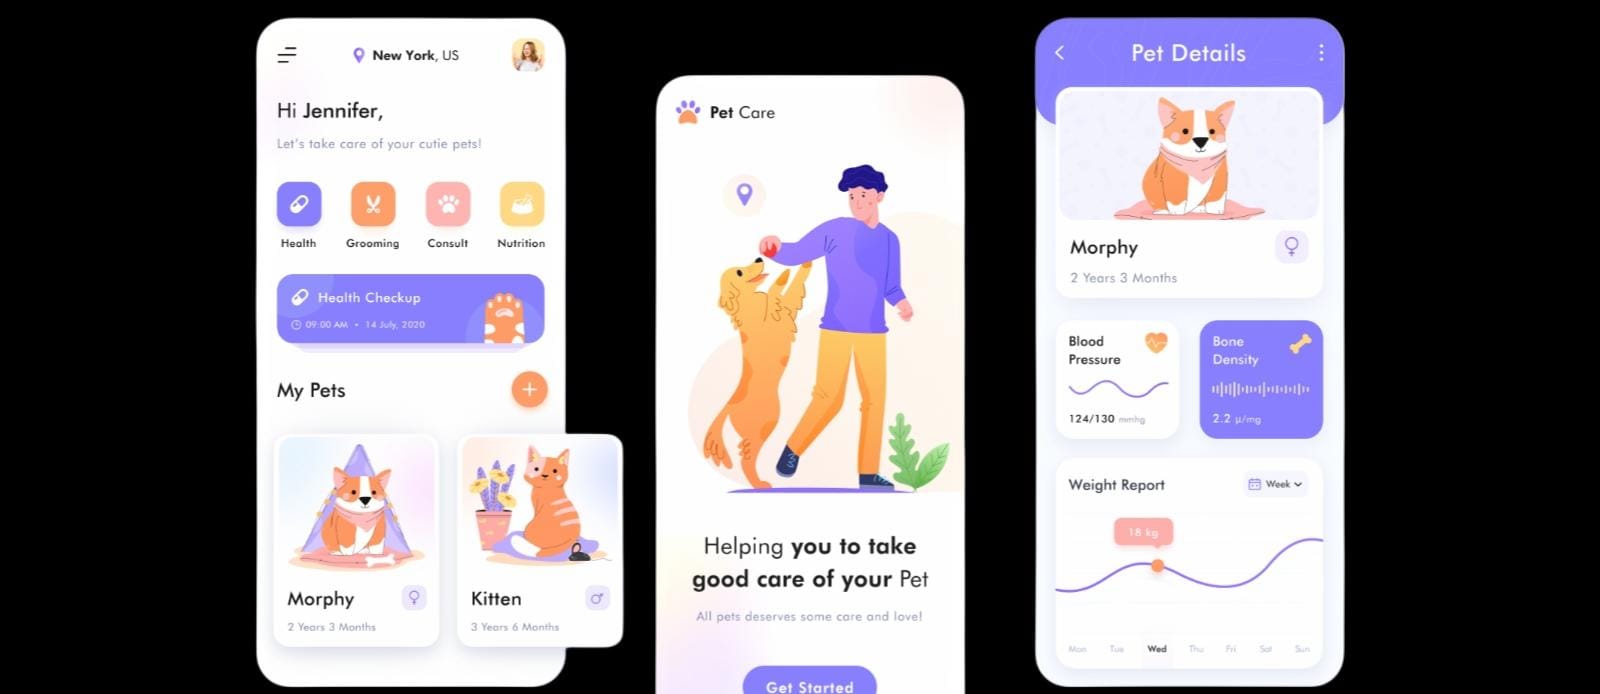 New York, US
Hi Jennifer,
Let's take care of your cutie pets!
Health
Grooming
Consult
Nutrition
Health Checkup
09:00 AM • 14 July, 2020
My Pets
Morphy
2 Years 3 Months
Kitten
3 Years 6 Months
Pet Care
Helping you to take
good care of your Pet
All pets deserves some care and love!
Get Started
Pet Details
Morphy
2 Years 3 Months
Blood
Pressure
124/130 mmhg
Bone
Density
2.2 µ/mg
Weight Report
Week
18 kg
Mon Tue Wed Thu Fri Sat Sun